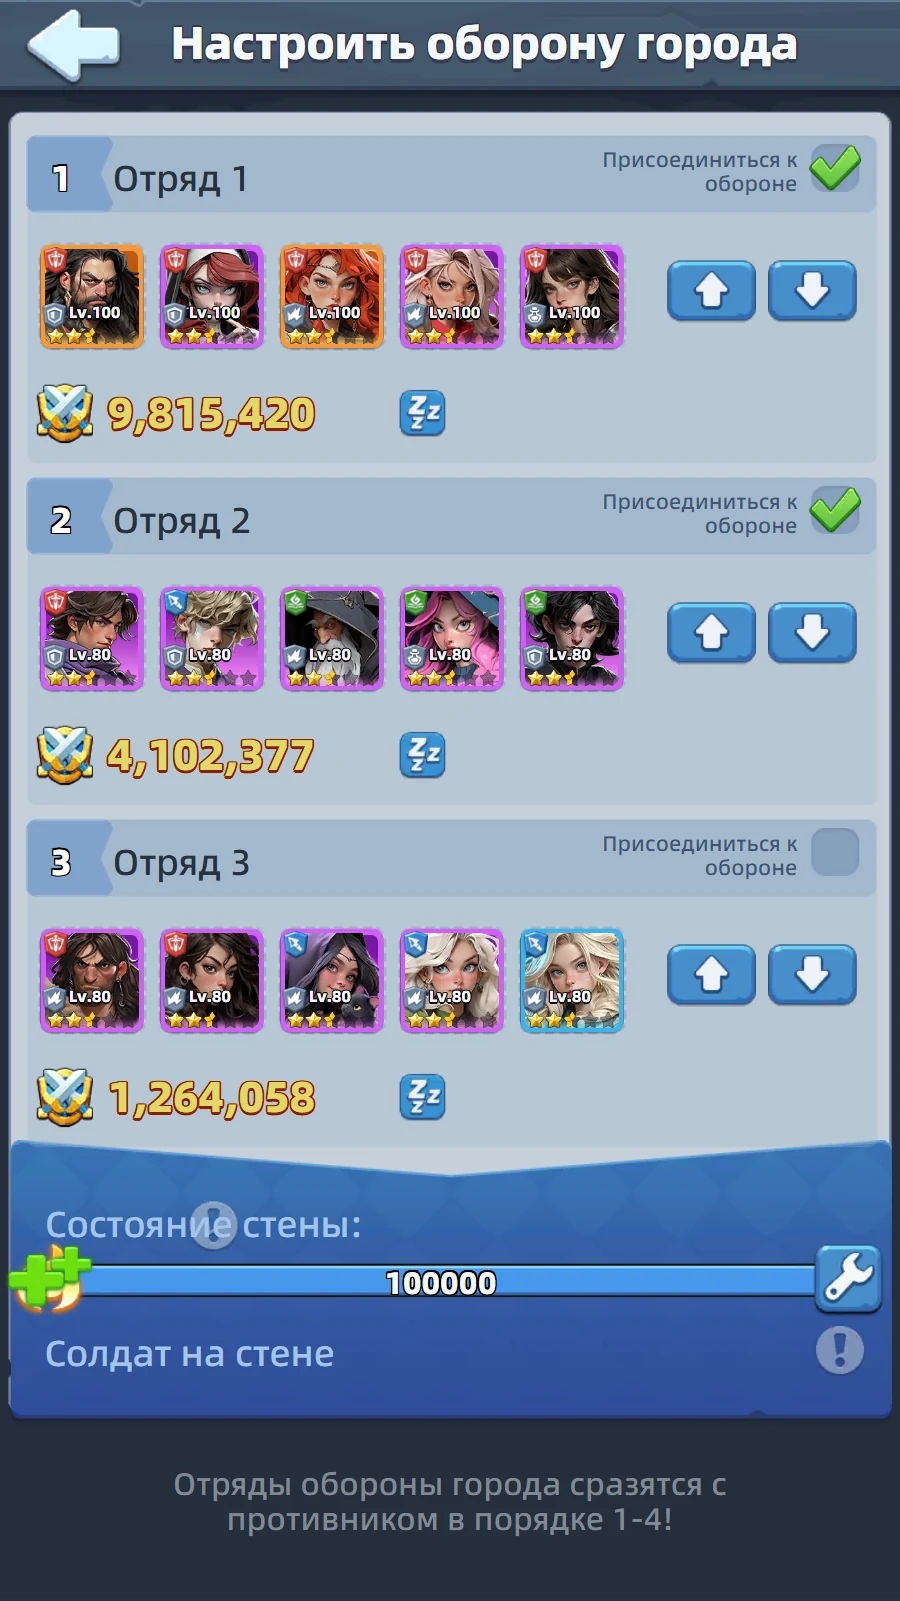 Настроить оборону города
1
Отряд 1
Присоединиться к
обороне
Lv.100
Lv.100
Lv.100
Lv.100
Lv.100
9,815,420
Zzz
2
Отряд 2
Присоединиться к
обороне
Lv.80
Lv.80
Lv.80
Lv.80
Lv.80
4,102,377
Zzz
3
Отряд 3
Присоединиться к
обороне
Lv.80
Lv.80
Lv.80
Lv.80
Lv.80
1,264,058
Zzz
Состояние стены:
100000
Солдат на стене
Отряды обороны города сразятся с
противником в порядке 1-4!